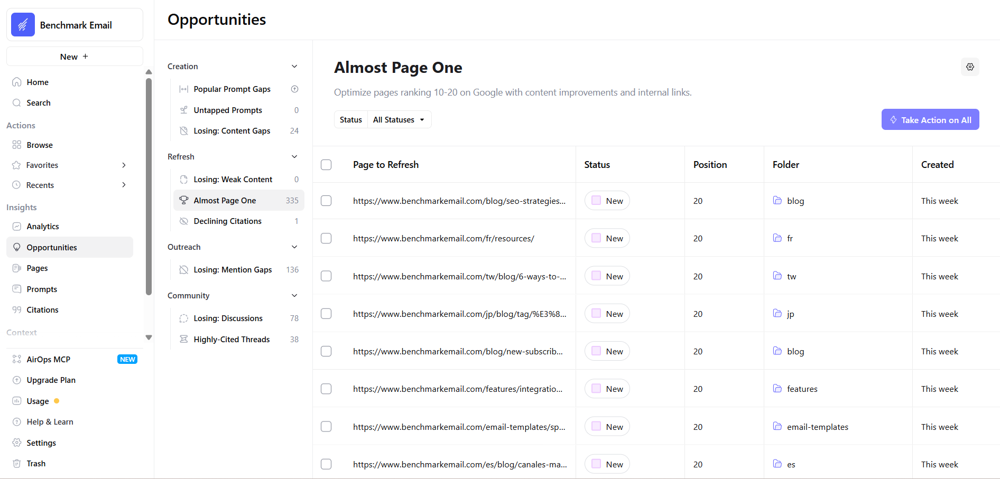 Benchmark Email
New +
Home
Search
Actions
Browse
Favorites
Recents
Insights
Analytics
Opportunities
Pages
Prompts
Citations
Context
AirOps MCP NEW
Upgrade Plan
Usage
Help & Learn
Settings
Trash
Opportunities
Creation
Popular Prompt Gaps
Untapped Prompts 0
Losing: Content Gaps 24
Refresh
Losing: Weak Content 0
Almost Page One 335
Declining Citations 1
Outreach
Losing: Mention Gaps 136
Community
Losing: Discussions 78
Highly-Cited Threads 38
Almost Page One
Optimize pages ranking 10-20 on Google with content improvements and internal links.
Status All Statuses
Take Action on All
Page to Refresh Status Position Folder Created
https://www.benchmarkemail.com/blog/seo-strategies... New 20 blog This week
https://www.benchmarkemail.com/fr/resources/ New 20 fr This week
https://www.benchmarkemail.com/tw/blog/6-ways-to-... New 20 tw This week
https://www.benchmarkemail.com/jp/blog/tag/%E3%8... New 20 jp This week
https://www.benchmarkemail.com/blog/new-subscrib... New 20 blog This week
https://www.benchmarkemail.com/features/integratio... New 20 features This week
https://www.benchmarkemail.com/email-templates/sp... New 20 email-templates This week
https://www.benchmarkemail.com/es/blog/canales-ma... New 20 es This week